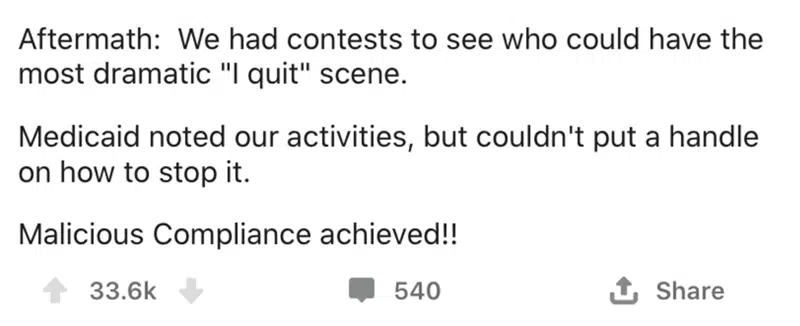 Aftermath:  We had contests to see who could have the
most dramatic "I quit" scene.
Medicaid noted our activities, but couldn't put a handle
on how to stop it.
Malicious Compliance achieved!!
33.6k 540 Share